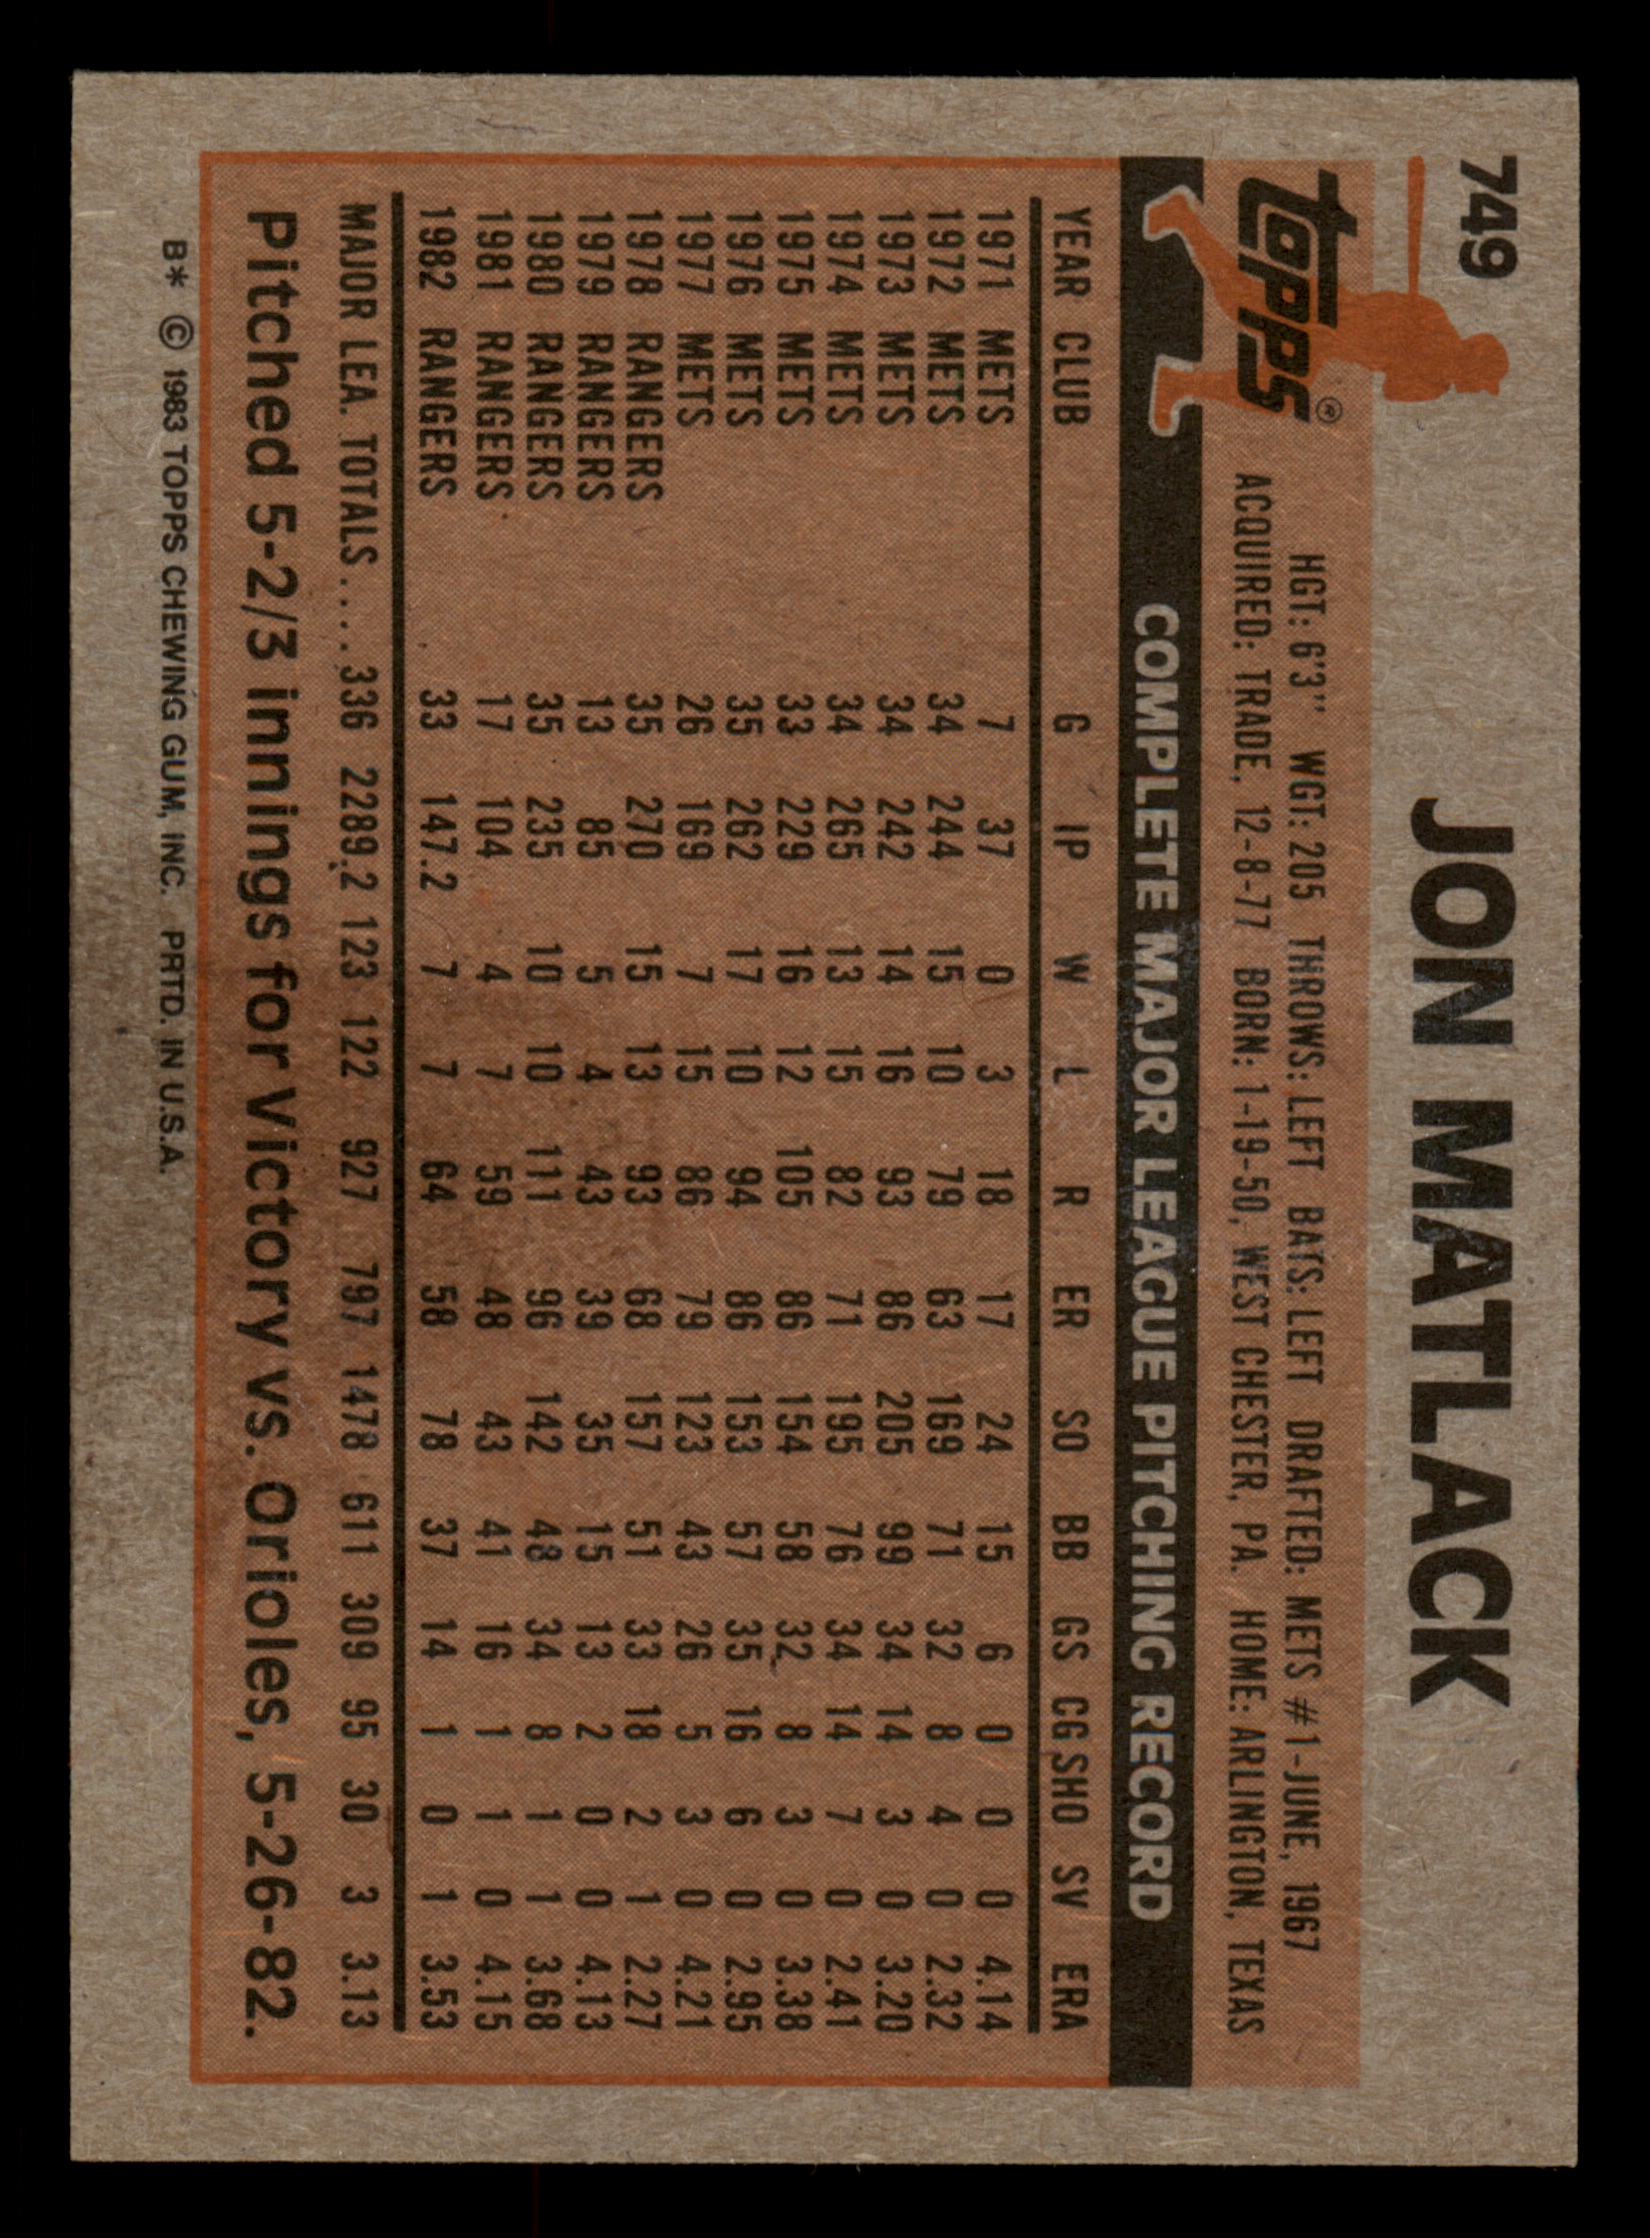 749 JON MATLACK
topps®
HGT: 6'3" WGT: 205 THROWS: LEFT BATS: LEFT DRAFTED: METS #1-JUNE, 1967
ACQUIRED: TRADE, 12-8-77 BORN: 1-19-50, WEST CHESTER, PA. HOME: ARLINGTON, TEXAS
COMPLETE MAJOR LEAGUE PITCHING RECORD
YEAR CLUB G IP W L R ER SO BB GS CG SHO SV ERA
1971 METS 7 37 0 3 18 17 24 15 6 0 0 0 4.14
1972 METS 34 244 15 10 79 63 169 71 32 8 4 0 2.32
1973 METS 34 242 14 16 93 86 205 99 34 14 3 0 3.20
1974 METS 34 265 13 15 82 71 195 76 34 14 7 0 2.41
1975 METS 33 229 16 12 105 86 154 58 32 8 3 0 3.38
1976 METS 35 262 17 10 94 86 153 57 35 16 6 0 2.95
1977 METS 26 169 7 15 86 79 123 43 26 5 3 0 4.21
1978 RANGERS 35 270 15 13 93 68 157 51 33 18 2 1 2.27
1979 RANGERS 13 85 5 4 43 39 35 15 13 2 0 0 4.13
1980 RANGERS 35 235 10 10 111 96 142 48 34 8 1 1 3.68
1981 RANGERS 17 104 4 7 59 48 43 41 16 1 1 0 4.15
1982 RANGERS 33 147.2 7 7 64 58 78 37 14 1 0 1 3.53
MAJOR LEA. TOTALS.... 336 2289.2 123 122 927 797 1478 611 309 95 30 3 3.13
Pitched 5-2/3 innings for Victory vs. Orioles, 5-26-82.
B* © 1983 TOPPS CHEWING GUM, INC. PRTD. IN U.S.A.